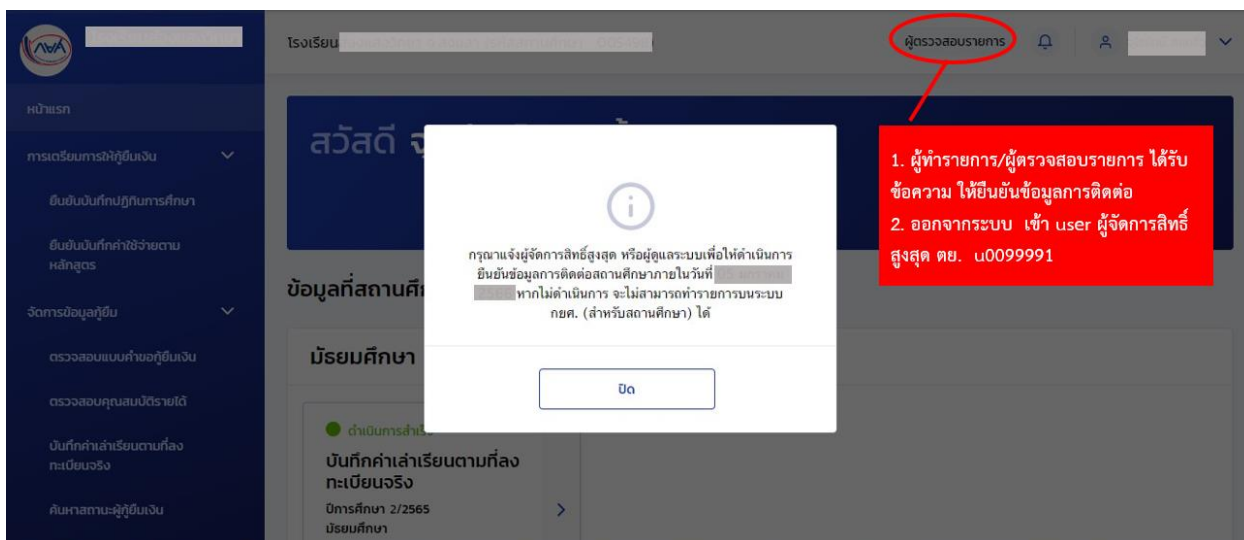 โรงเรียน
ผู้ตรวจสอบรายการ
หน้าแรก
การเตรียมการให้กู้ยืมเงิน
ยืนยันบันทึกปฏิทินการศึกษา
ยืนยันบันทึกค่าใช้จ่ายตาม
หลักสูตร
จัดการข้อมูลกู้ยืม
ตรวจสอบแบบคำขอกู้ยืมเงิน
ตรวจสอบคุณสมบัติรายได้
บันทึกค่าเล่าเรียนตามที่ลง
ทะเบียนจริง
ค้นหาสถานะผู้กู้ยืมเงิน
สวัสดี
ข้อมูลที่สถานศึ
มัธยมศึกษา
ดำเนินการสำเร็
บันทึกค่าเล่าเรียนตามที่ลง
ทะเบียนจริง
ปีการศึกษา 2/2565
มัธยมศึกษา
กรุณาแจ้งผู้จัดการสิทธิ์สูงสุด หรือผู้ดูแลระบบเพื่อให้ดำเนินการ
ยืนยันข้อมูลการติดต่อสถานศึกษาภายในวันที่
หากไม่ดำเนินการ จะไม่สามารถทำรายการบนระบบ
กยศ. (สำหรับสถานศึกษา) ได้
ปิด
1. ผู้ทำรายการ/ผู้ตรวจสอบรายการ ได้รับ
ข้อความ ให้ยืนยันข้อมูลการติดต่อ
2. ออกจากระบบ เข้า user ผู้จัดการสิทธิ์
สูงสุด ตย. u0099991